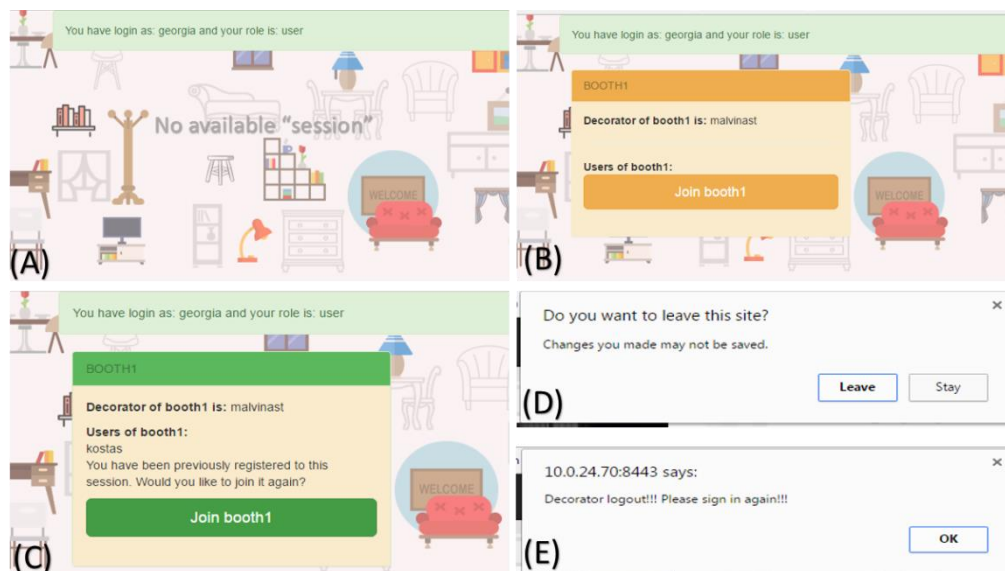 You have login as: georgia and your role is: user
No available “session”
WELCOME
(A)
You have login as: georgia and your role is: user
BOOTH1
Decorator of booth1 is: malvinast
Users of booth1:
Join booth1
WELCOME
(B)
You have login as: georgia and your role is: user
BOOTH1
Decorator of booth1 is: malvinast
Users of booth1:
kostas
You have been previously registered to this
session. Would you like to join it again?
Join booth1
WELCOME
(C)
Do you want to leave this site?
Changes you made may not be saved.
Leave
Stay
(D)
10.0.24.70:8443 says:
Decorator logout!!! Please sign in again!!!
OK
(E)